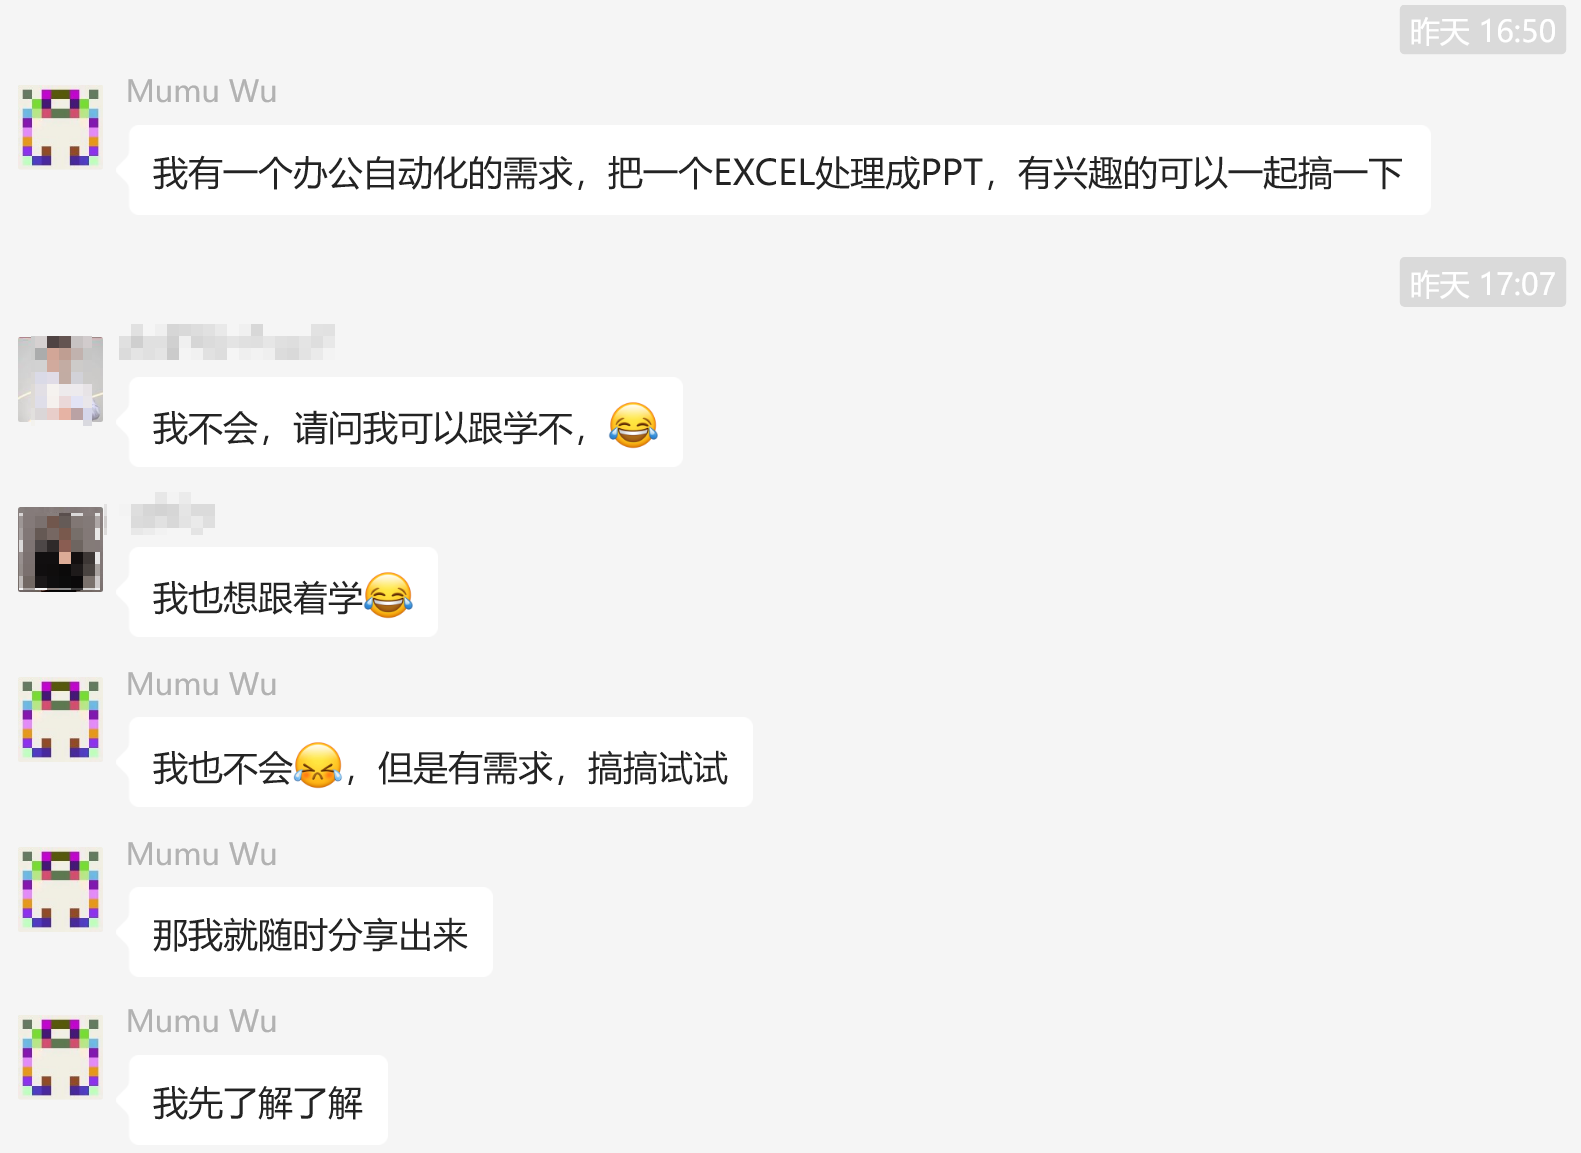 昨天 16:50
Mumu Wu
我有一个办公自动化的需求，把一个EXCEL处理成PPT，有兴趣的可以一起搞一下
昨天 17:07
我不会，请问我可以跟学不，😂
我也想跟着学😂
Mumu Wu
我也不会😹，但是有需求，搞搞试试
Mumu Wu
那我就随时分享出来
Mumu Wu
我先了解了解